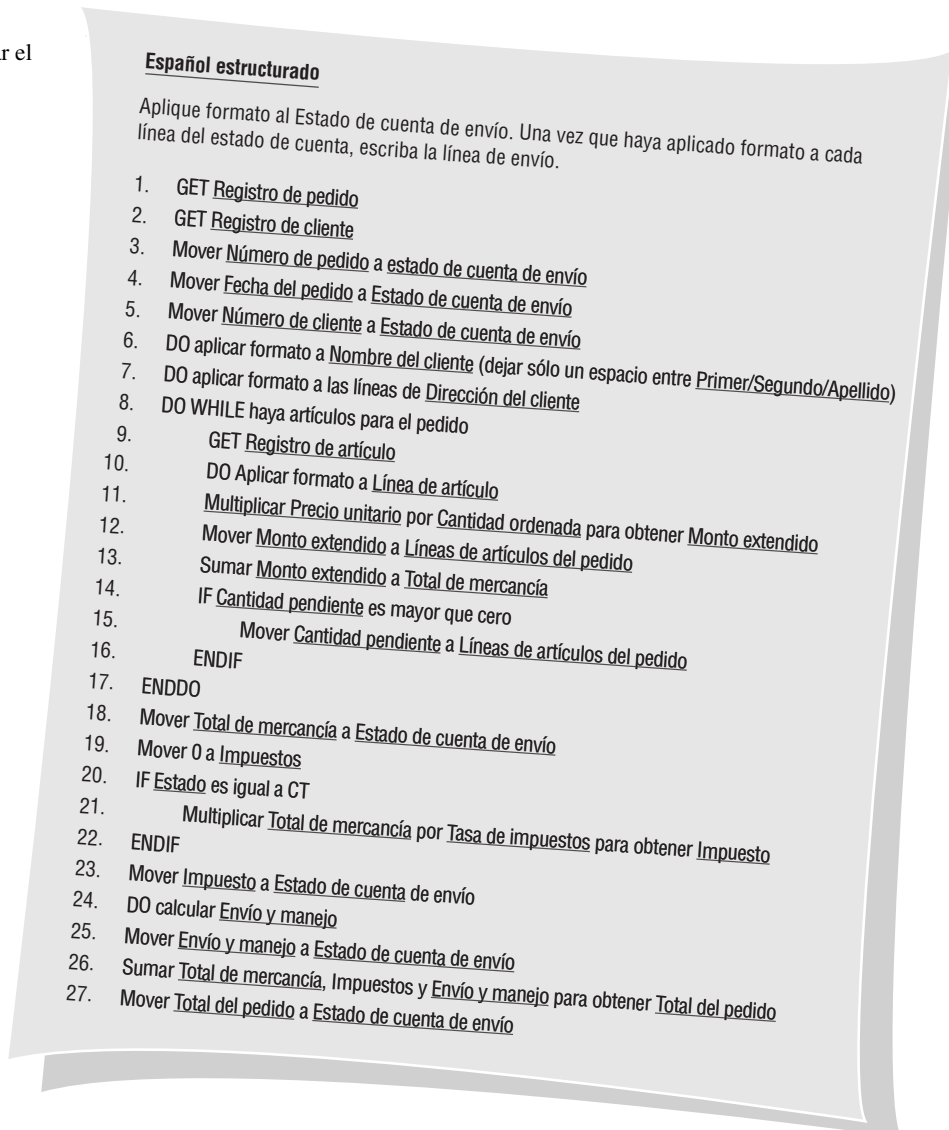 r el
Español estructurado
Aplique formato al Estado de cuenta de envío. Una vez que haya aplicado formato a cada
línea del estado de cuenta, escriba la línea de envío.
1. GET Registro de pedido
2. GET Registro de cliente
3. Mover Número de pedido a estado de cuenta de envío
4. Mover Fecha del pedido a Estado de cuenta de envío
5. Mover Número de cliente a Estado de cuenta de envío
6. DO aplicar formato a Nombre del cliente (dejar sólo un espacio entre Primer/Segundo/Apellido)
7. DO aplicar formato a las líneas de Dirección del cliente
8. DO WHILE haya artículos para el pedido
9. GET Registro de artículo
10. DO Aplicar formato a Línea de artículo
11. Multiplicar Precio unitario por Cantidad ordenada para obtener Monto extendido
12. Mover Monto extendido a Líneas de artículos del pedido
13. Sumar Monto extendido a Total de mercancía
14. IF Cantidad pendiente es mayor que cero
15. Mover Cantidad pendiente a Líneas de artículos del pedido
16. ENDIF
17. ENDDO
18. Mover Total de mercancía a Estado de cuenta de envío
19. Mover 0 a Impuestos
20. IF Estado es igual a CT
21. Multiplicar Total de mercancía por Tasa de impuestos para obtener Impuesto
22. ENDIF
23. Mover Impuesto a Estado de cuenta de envío
24. DO calcular Envío y manejo
25. Mover Envío y manejo a Estado de cuenta de envío
26. Sumar Total de mercancía, Impuestos y Envío y manejo para obtener Total del pedido
27. Mover Total del pedido a Estado de cuenta de envío